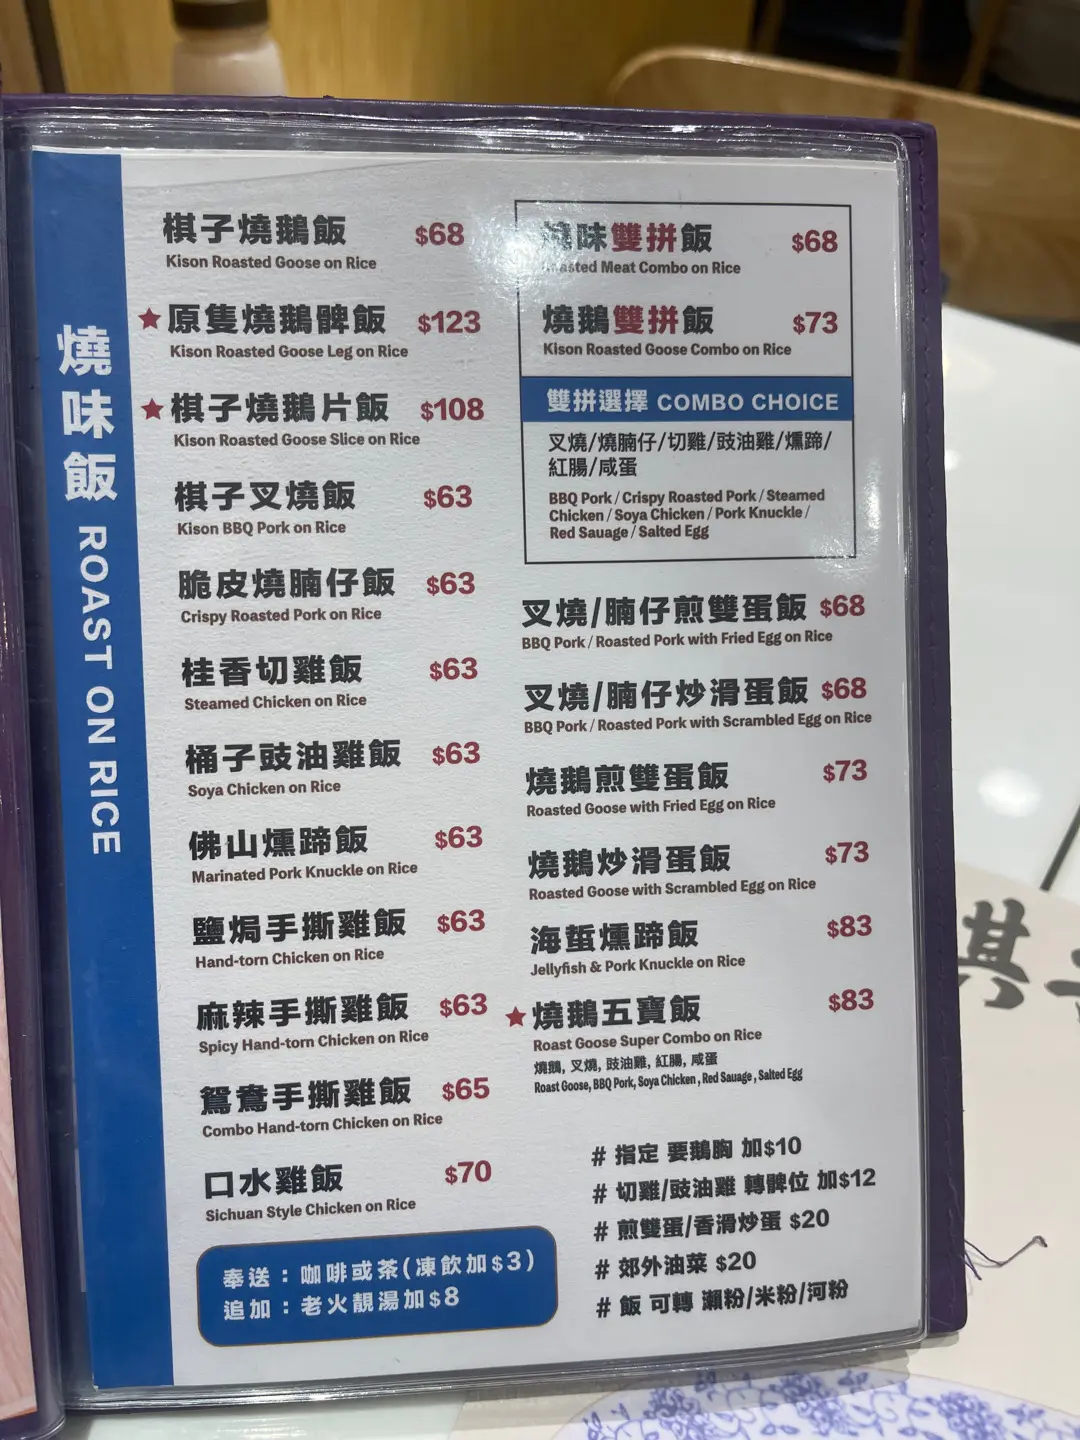 燒味飯 ROAST ON RICE
棋子燒鵝飯 $68
Kison Roasted Goose on Rice
★原隻燒鵝髀飯 $123
Kison Roasted Goose Leg on Rice
★棋子燒鵝片飯 $108
Kison Roasted Goose Slice on Rice
棋子叉燒飯 $63
Kison BBQ Pork on Rice
脆皮燒腩仔飯 $63
Crispy Roasted Pork on Rice
桂香切雞飯 $63
Steamed Chicken on Rice
桶子豉油雞飯 $63
Soya Chicken on Rice
佛山燻蹄飯 $63
Marinated Pork Knuckle on Rice
鹽焗手撕雞飯 $63
Hand-torn Chicken on Rice
麻辣手撕雞飯 $63
Spicy Hand-torn Chicken on Rice
鴛鴦手撕雞飯 $65
Combo Hand-torn Chicken on Rice
口水雞飯 $70
Sichuan Style Chicken on Rice
奉送：咖啡或茶(凍飲加$3)
追加：老火靚湯加$8
燒味雙拼飯 $68
Roasted Meat Combo on Rice
燒鵝雙拼飯 $73
Kison Roasted Goose Combo on Rice
雙拼選擇 COMBO CHOICE
叉燒/燒腩仔/切雞/豉油雞/燻蹄/
紅腸/咸蛋
BBQ Pork / Crispy Roasted Pork / Steamed
Chicken / Soya Chicken / Pork Knuckle /
Red Sauage / Salted Egg
叉燒/腩仔煎雙蛋飯 $68
BBQ Pork / Roasted Pork with Fried Egg on Rice
叉燒/腩仔炒滑蛋飯 $68
BBQ Pork / Roasted Pork with Scrambled Egg on Rice
燒鵝煎雙蛋飯 $73
Roasted Goose with Fried Egg on Rice
燒鵝炒滑蛋飯 $73
Roasted Goose with Scrambled Egg on Rice
海蜇燻蹄飯 $83
Jellyfish & Pork Knuckle on Rice
★燒鵝五寶飯 $83
Roast Goose Super Combo on Rice
燒鵝, 叉燒, 豉油雞, 紅腸, 咸蛋
Roast Goose, BBQ Pork, Soya Chicken , Red Sauage , Salted Egg
# 指定 要鵝胸 加$10
# 切雞/豉油雞 轉髀位 加$12
# 煎雙蛋/香滑炒蛋 $20
# 郊外油菜 $20
# 飯 可轉 瀨粉/米粉/河粉
棋